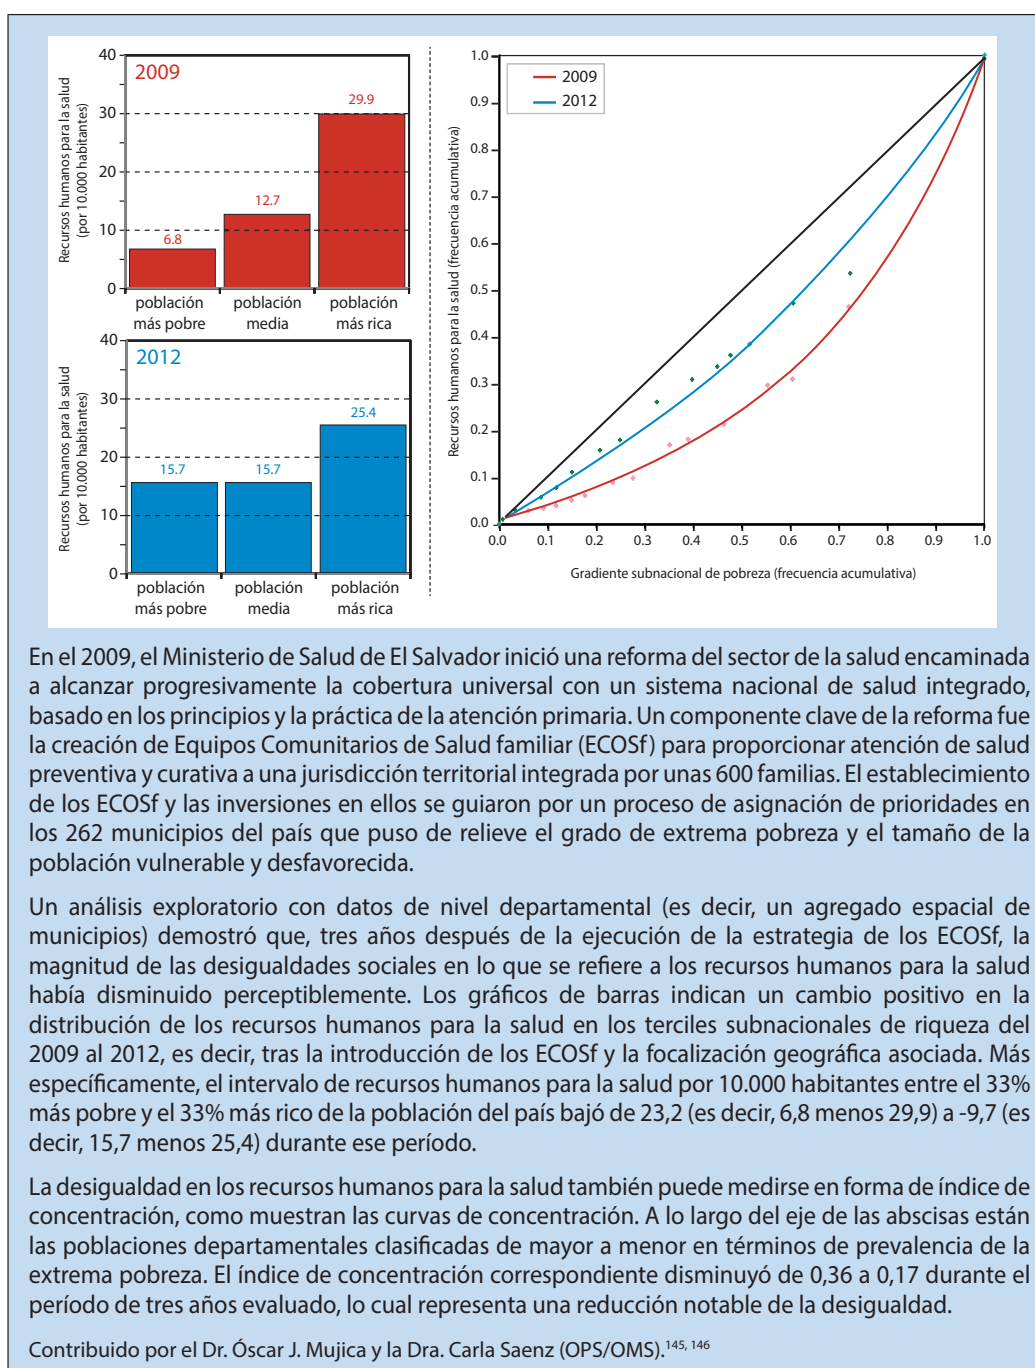 Recursos humanos para la salud
(por 10.000 habitantes)
40
30
20
10
0
2009
6.8
12.7
29.9
población
más pobre
población
media
población
más rica
Recursos humanos para la salud
(por 10.000 habitantes)
40
30
20
10
0
2012
15.7
15.7
25.4
población
más pobre
población
media
población
más rica
Recursos humanos para la salud (frecuencia acumulativa)
1.0
0.9
0.8
0.7
0.6
0.5
0.4
0.3
0.2
0.1
0.0
2009
2012
0.0 0.1 0.2 0.3 0.4 0.5 0.6 0.7 0.8 0.9 1.0
Gradiente subnacional de pobreza (frecuencia acumulativa)
En el 2009, el Ministerio de Salud de El Salvador inició una reforma del sector de la salud encaminada
a alcanzar progresivamente la cobertura universal con un sistema nacional de salud integrado,
basado en los principios y la práctica de la atención primaria. Un componente clave de la reforma fue
la creación de Equipos Comunitarios de Salud familiar (ECOSf) para proporcionar atención de salud
preventiva y curativa a una jurisdicción territorial integrada por unas 600 familias. El establecimiento
de los ECOSf y las inversiones en ellos se guiaron por un proceso de asignación de prioridades en
los 262 municipios del país que puso de relieve el grado de extrema pobreza y el tamaño de la
población vulnerable y desfavorecida.
Un análisis exploratorio con datos de nivel departamental (es decir, un agregado espacial de
municipios) demostró que, tres años después de la ejecución de la estrategia de los ECOSf, la
magnitud de las desigualdades sociales en lo que se refiere a los recursos humanos para la salud
había disminuido perceptiblemente. Los gráficos de barras indican un cambio positivo en la
distribución de los recursos humanos para la salud en los terciles subnacionales de riqueza del
2009 al 2012, es decir, tras la introducción de los ECOSf y la focalización geográfica asociada. Más
específicamente, el intervalo de recursos humanos para la salud por 10.000 habitantes entre el 33%
más pobre y el 33% más rico de la población del país bajó de 23,2 (es decir, 6,8 menos 29,9) a -9,7 (es
decir, 15,7 menos 25,4) durante ese período.
La desigualdad en los recursos humanos para la salud también puede medirse en forma de índice de
concentración, como muestran las curvas de concentración. A lo largo del eje de las abscisas están
las poblaciones departamentales clasificadas de mayor a menor en términos de prevalencia de la
extrema pobreza. El índice de concentración correspondiente disminuyó de 0,36 a 0,17 durante el
período de tres años evaluado, lo cual representa una reducción notable de la desigualdad.
Contribuido por el Dr. Óscar J. Mujica y la Dra. Carla Saenz (OPS/OMS).145, 146